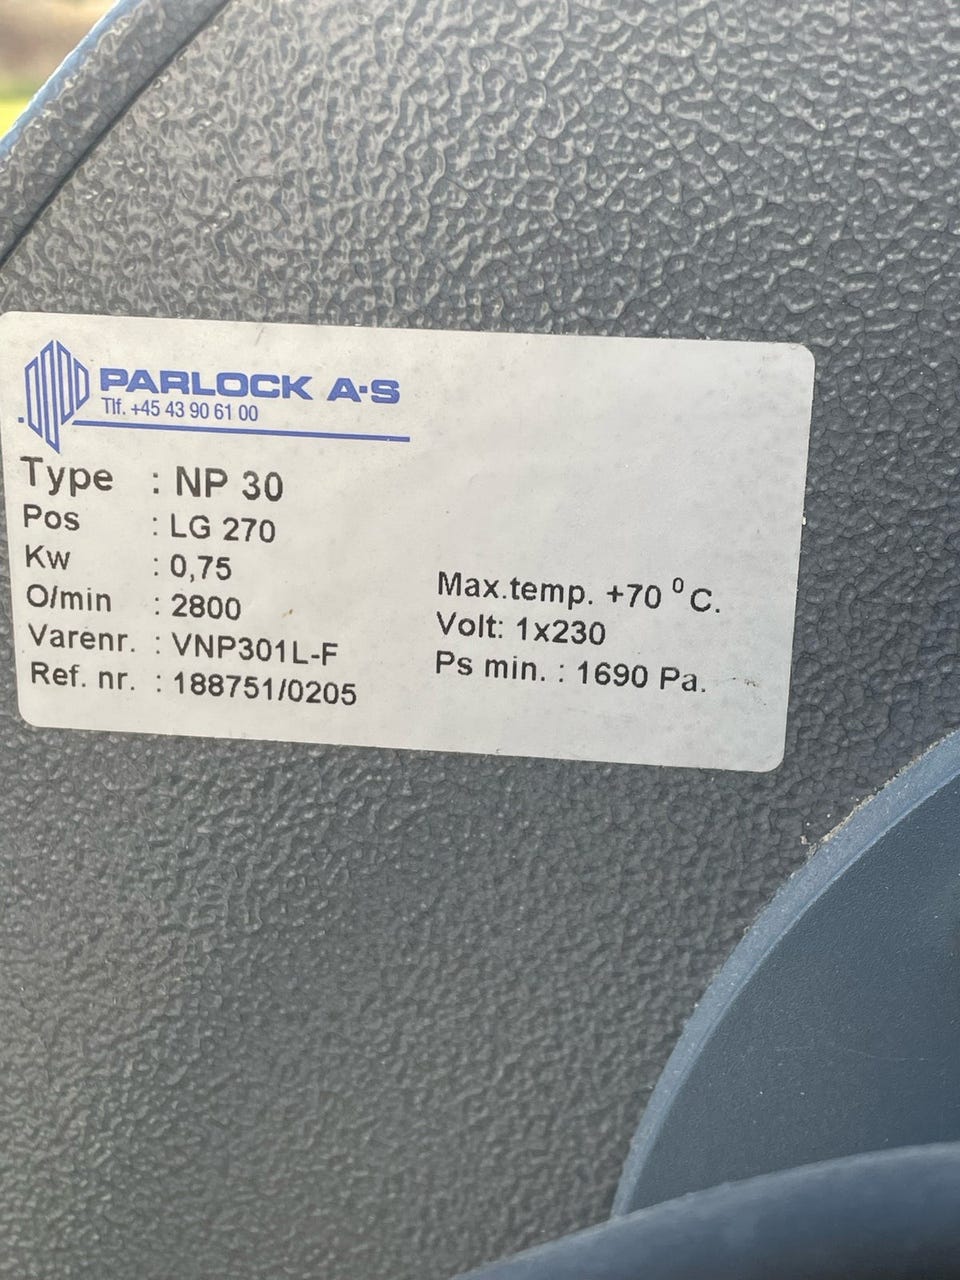 PARLOCK A·S
Tlf. +45 43 90 61 00
Type : NP 30
Pos : LG 270
Kw : 0,75
O/min : 2800
Varenr. : VNP301L-F
Ref. nr. : 188751/0205
Max.temp. +70 ⁰C.
Volt: 1x230
Ps min. : 1690 Pa.